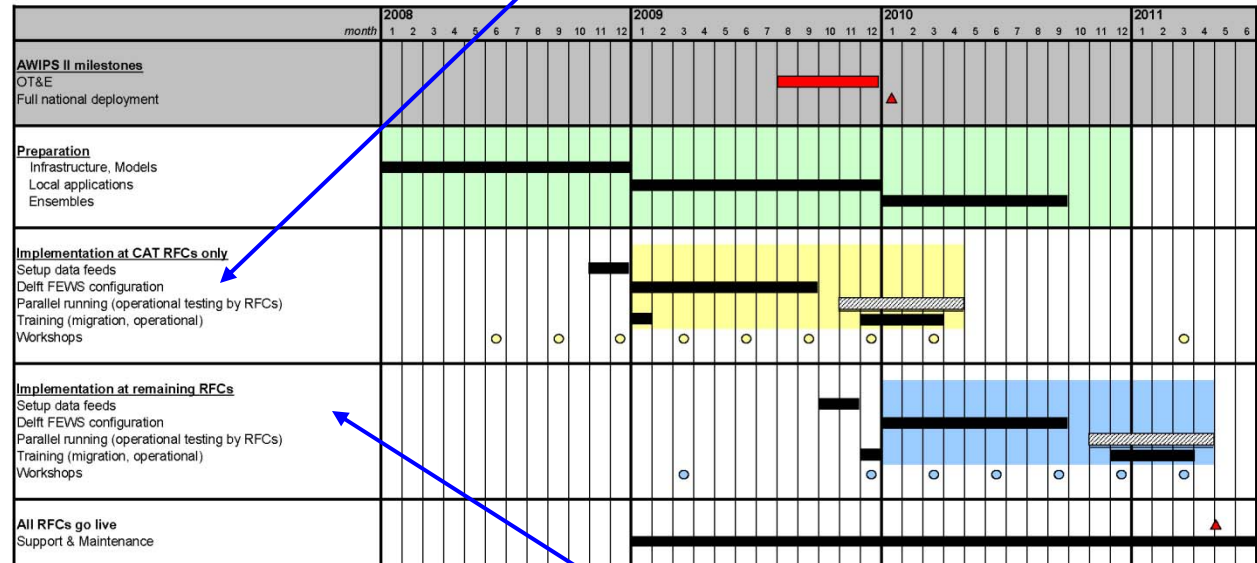 2008 2009 2010 2011
month 1 2 3 4 5 6 7 8 9 10 11 12 1 2 3 4 5 6 7 8 9 10 11 12 1 2 3 4 5 6 7 8 9 10 11 12 1 2 3 4 5 6
AWIPS II milestones
OT&E
Full national deployment
Preparation
Infrastructure, Models
Local applications
Ensembles
Implementation at CAT RFCs only
Setup data feeds
Delft FEWS configuration
Parallel running (operational testing by RFCs)
Training (migration, operational)
Workshops
Implementation at remaining RFCs
Setup data feeds
Delft FEWS configuration
Parallel running (operational testing by RFCs)
Training (migration, operational)
Workshops
All RFCs go live
Support & Maintenance